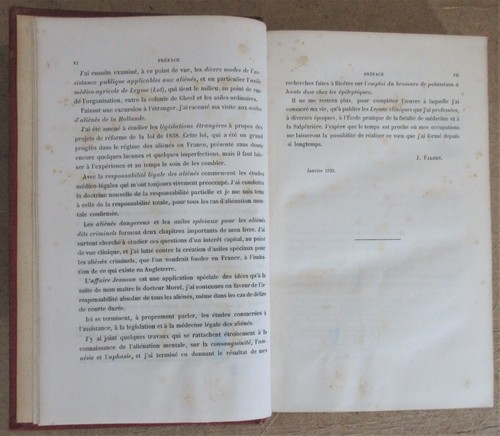 VI PRÉFACE
J'ai ensuite examiné, à ce point de vue, les divers modes de l'as-
sistance publique applicables aux aliénés, et en particulier l'asile
médico-agricole de Leyme (Lot), qui tient le milieu, au point de vue
de l'organisation, entre la colonie de Gheel et les asiles ordinaires.
Faisant une excursion à l'étranger, j'ai raconté ma visite aux asiles
d'aliénés de la Hollande.
J'ai été amené à étudier les législations étrangères à propos des
projets de réforme de la loi de 1838. Cette loi, qui a été un grand
progrès dans le régime des aliénés en France, présente sans doute
encore quelques lacunes et quelques imperfections, mais il faut lais-
ser à l'expérience et au temps le soin de les combler.
Avec la responsabilité légale des aliénés commencent les études
médico-légales qui m'ont toujours vivement préoccupé. J'ai combattu
la doctrine nouvelle de la responsabilité partielle et je me suis tenu
à celle de la responsabilité totale, pour tous les cas d'aliénation men-
tale confirmée.
Les aliénés dangereux et les asiles spéciaux pour les aliénés
dits criminels forment deux chapitres importants de mon livre. J'ai
surtout cherché à étudier ces questions d'un intérêt capital, au point
de vue clinique, et j'ai lutté contre la création d'asiles spéciaux pour
les aliénés criminels, que l'on voudrait fonder en France, à l'imita-
tion de ce qui existe en Angleterre.
L'affaire Jeanson est une application spéciale des idées qu'à la
suite de mon maître le docteur Morel, j'ai soutenues en faveur de l'ir-
responsabilité absolue de tous les aliénés, même dans les cas de délire
de courte durée.
Ici se terminent, à proprement parler, les études consacrées à
l'assistance, à la législation et à la médecine légale des aliénés.
J'y ai joint quelques travaux qui se rattachent étroitement à la
connaissance de l'aliénation mentale, sur la consanguinité, l'am-
nésie et l'aphasie, et j'ai terminé en donnant le résultat de mes
PRÉFACE VII
recherches faites à Bicêtre sur l'emploi du bromure de potassium à
hautes doses chez les épileptiques.
Il ne me restera plus, pour compléter l'œuvre à laquelle j'ai
consacré ma vie, qu'à publier les Leçons cliniques que j'ai professées,
à diverses époques, à l'École pratique de la faculté de médecine et à
la Salpêtrière. J'espère que le temps est proche où mes occupations
me laisseront la possibilité de réaliser ce vœu que j'ai formé depuis
si longtemps.
J. FALRET.
Janvier